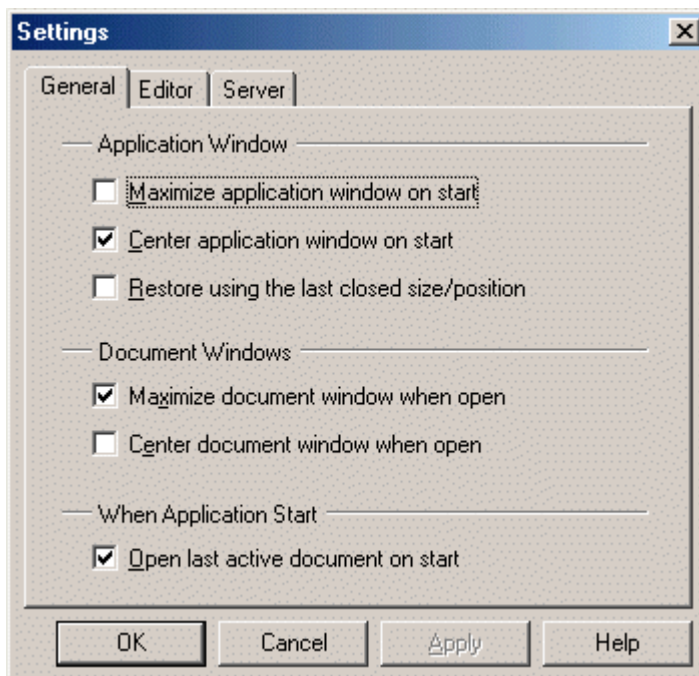 Settings
General Editor Server
Application Window
Maximize application window on start
Center application window on start
Restore using the last closed size/position
Document Windows
Maximize document window when open
Center document window when open
When Application Start
Open last active document on start
OK Cancel Apply Help